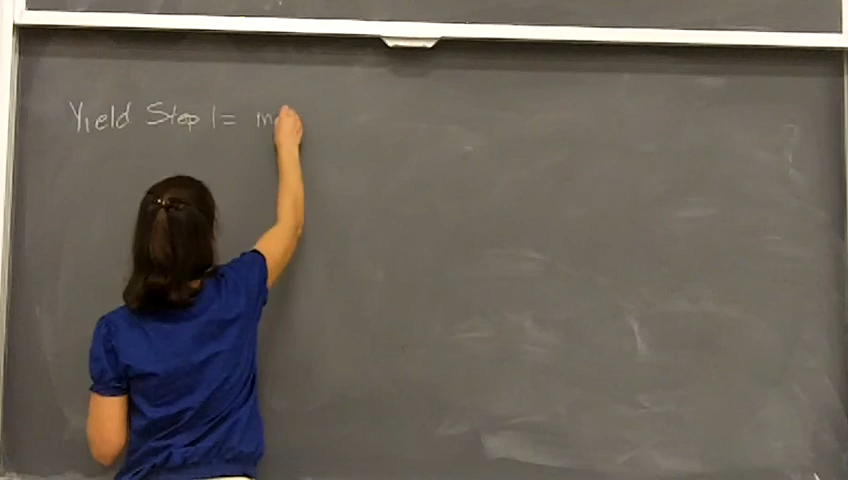 Yield Step 1 =